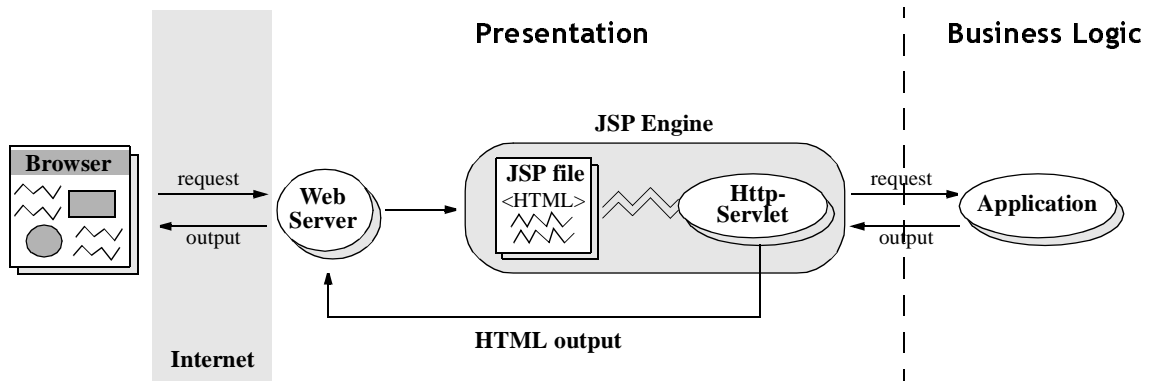 Presentation
Business Logic
JSP Engine
Browser
request
output
Web
Server
JSP file
<HTML>
Http-
Servlet
request
output
Application
HTML output
Internet